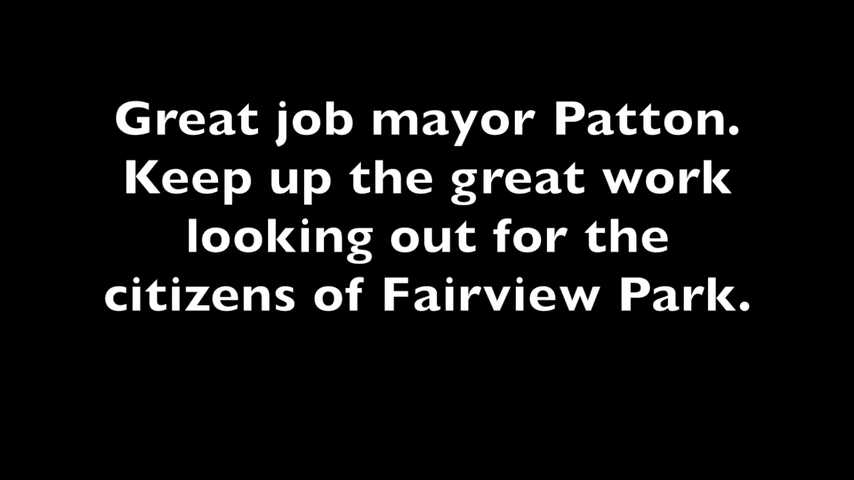 Great job mayor Patton.
Keep up the great work
looking out for the
citizens of Fairview Park.